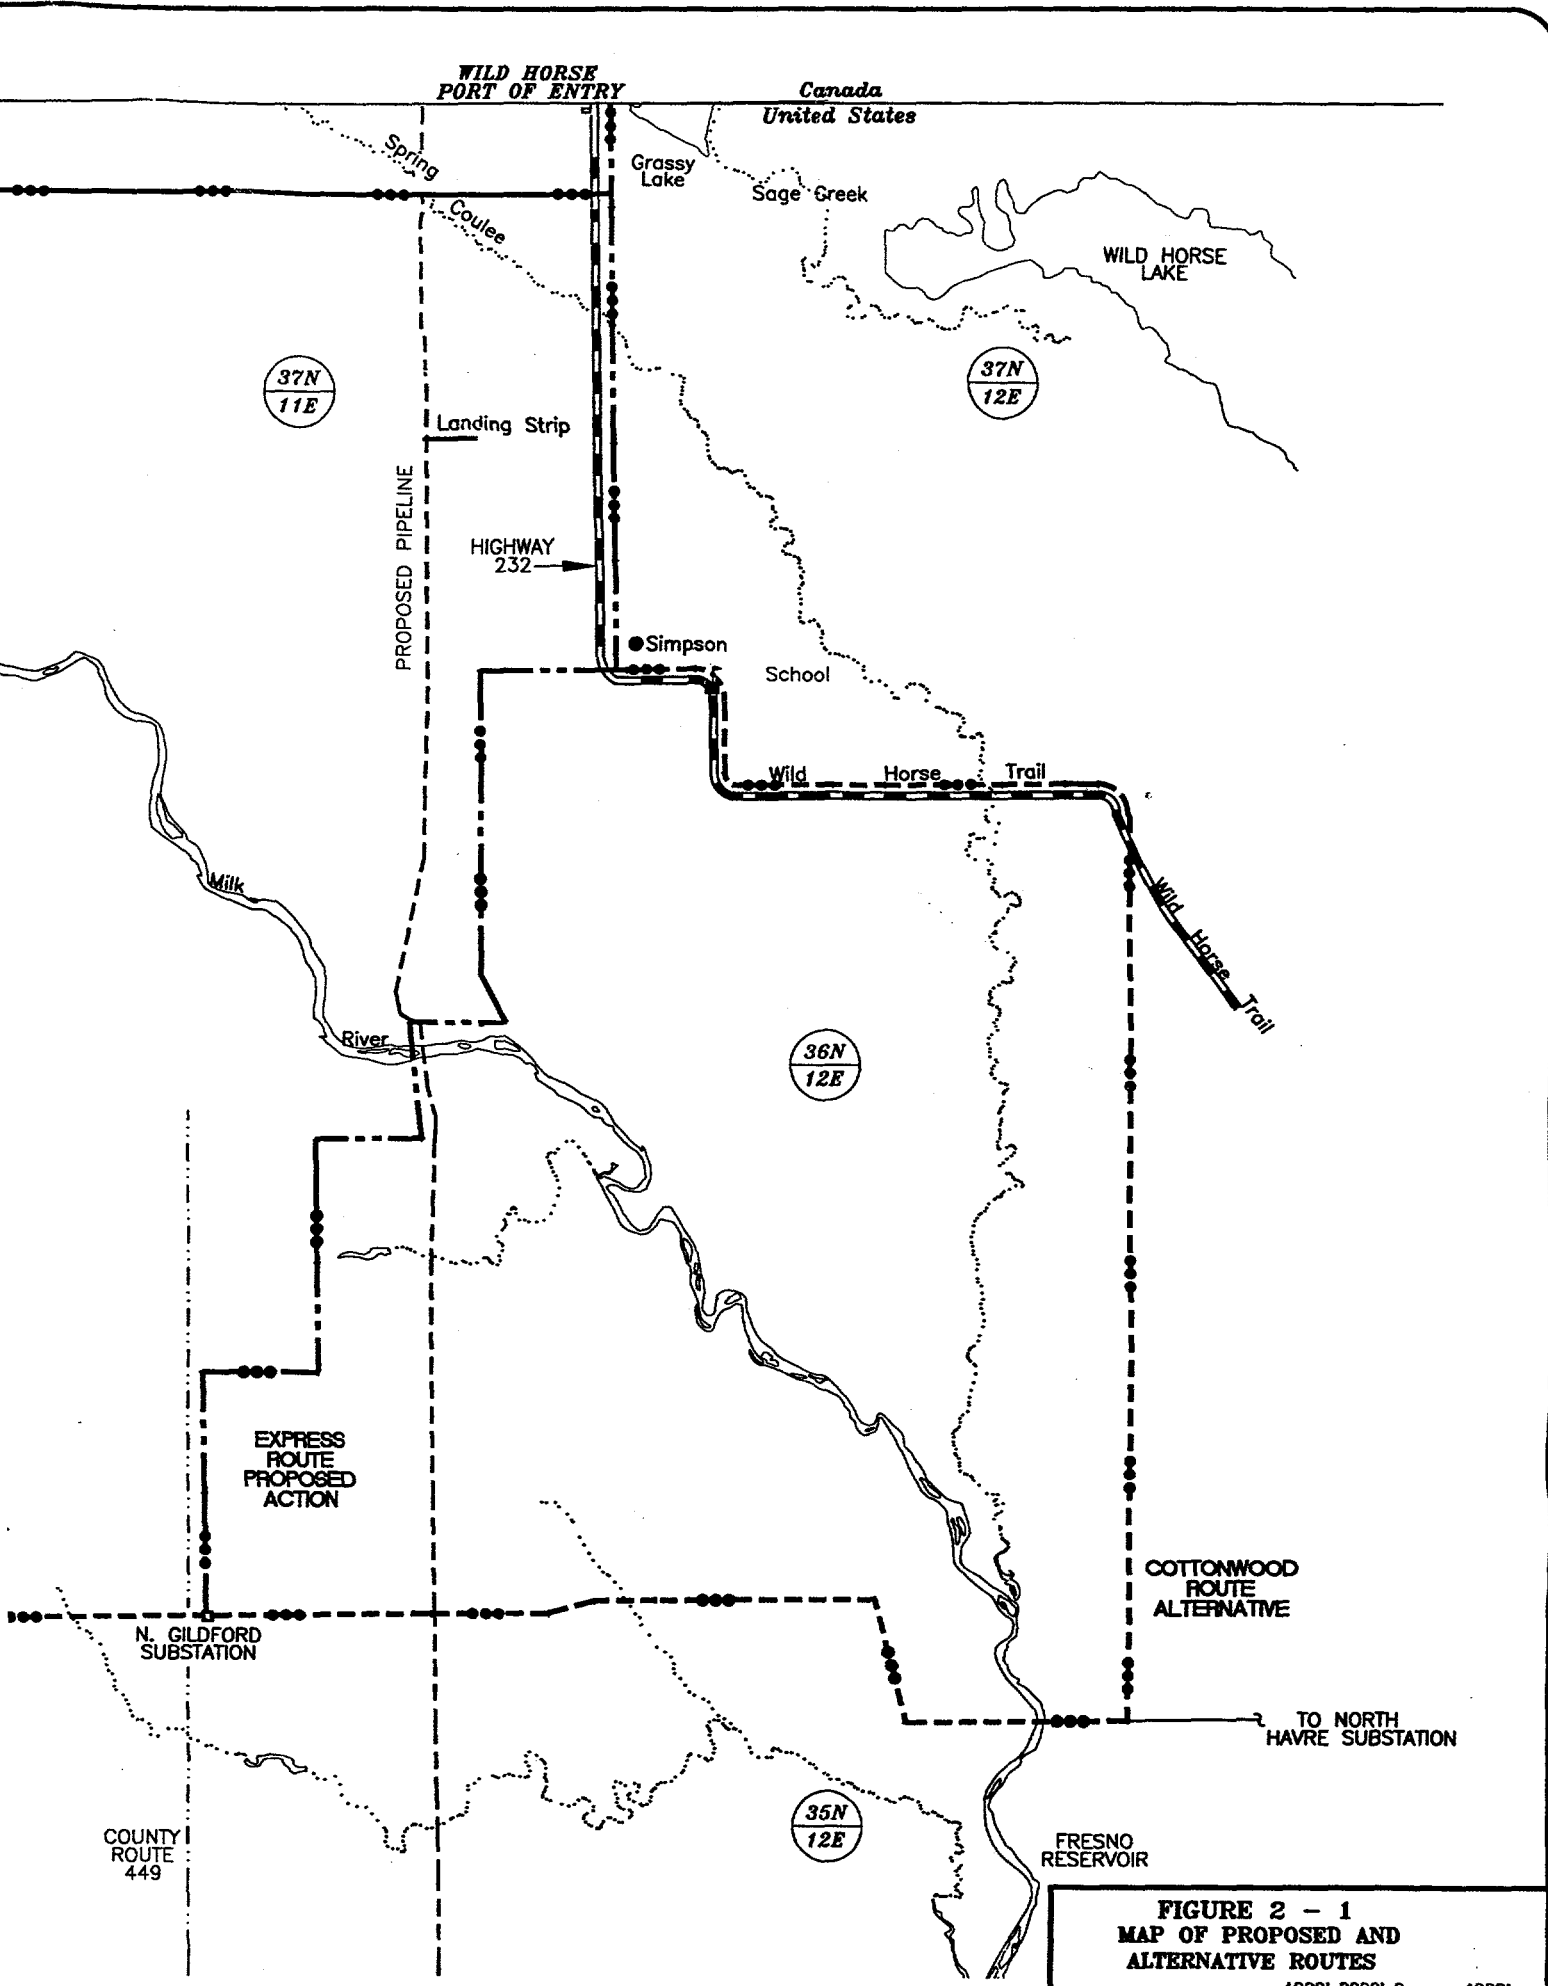 WILD HORSE
PORT OF ENTRY
Canada
United States
Spring
Coulee
Grassy
Lake
Sage Creek
WILD HORSE
LAKE
37N
11E
37N
12E
Landing Strip
PROPOSED PIPELINE
HIGHWAY
232
Simpson
School
Wild Horse Trail
Wild Horse Trail
Milk
River
36N
12E
EXPRESS
ROUTE
PROPOSED
ACTION
COTTONWOOD
ROUTE
ALTERNATIVE
N. GILDFORD
SUBSTATION
TO NORTH
HAVRE SUBSTATION
35N
12E
COUNTY
ROUTE
449
FRESNO
RESERVOIR
FIGURE 2 - 1
MAP OF PROPOSED AND
ALTERNATIVE ROUTES